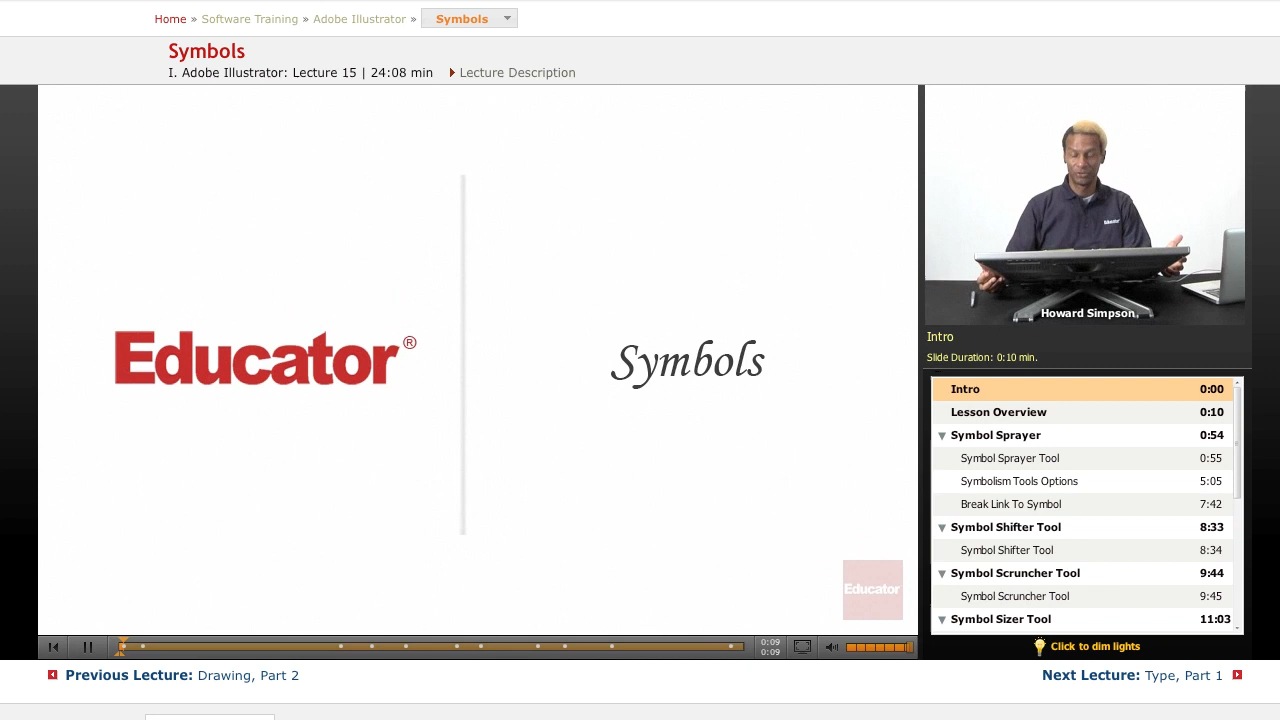 Home » Software Training » Adobe Illustrator » Symbols
Symbols
I. Adobe Illustrator: Lecture 15 | 24:08 min Lecture Description
Educator®
Symbols
Educator
Educator
Howard Simpson
Intro
Slide Duration: 0:10 min.
Intro 0:00
Lesson Overview 0:10
Symbol Sprayer 0:54
Symbol Sprayer Tool 0:55
Symbolism Tools Options 5:05
Break Link To Symbol 7:42
Symbol Shifter Tool 8:33
Symbol Shifter Tool 8:34
Symbol Scruncher Tool 9:44
Symbol Scruncher Tool 9:45
Symbol Sizer Tool 11:03
0:09
0:09
Click to dim lights
Previous Lecture: Drawing, Part 2
Next Lecture: Type, Part 1